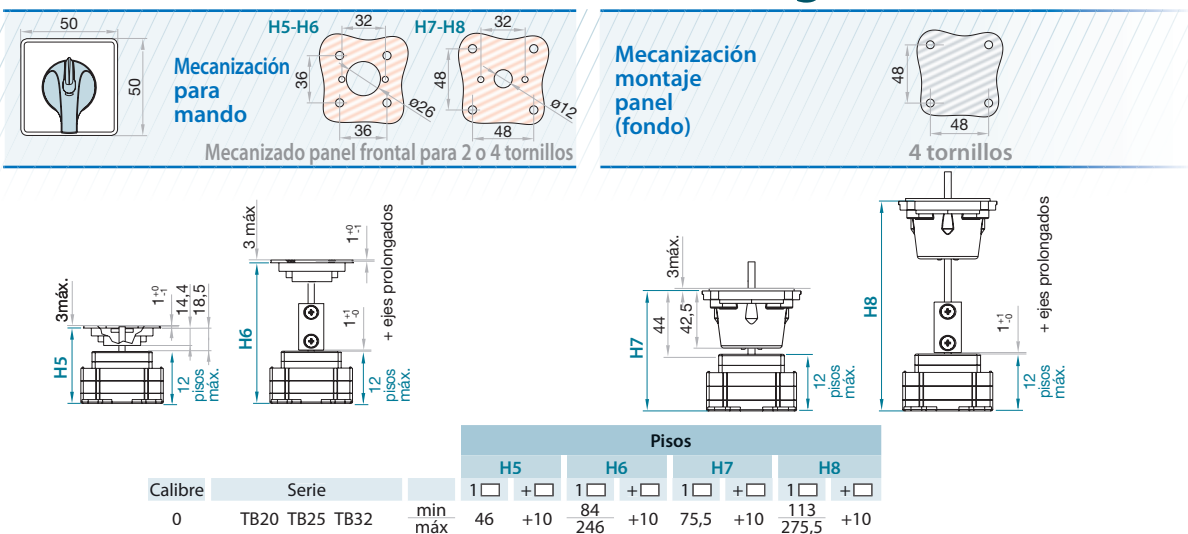 50
50
Mecanización
para
mando
H5-H6
32
36
36
ø26
H7-H8
32
48
48
ø12
Mecanizado panel frontal para 2 o 4 tornillos
Mecanización
montaje
panel
(fondo)
48
48
4 tornillos
3máx.
1+0-1
14,4
18,5
H5
12
pisos
máx.
3 máx
1+0-1
+ ejes prolongados
H6
1+1-0
12
pisos
máx.
3máx.
44
42,5
H7
12
pisos
máx.
H8
+ ejes prolongados
1+1-0
12
pisos
máx.
Pisos
H5 H6 H7 H8
Calibre Serie 1 + 1 + 1 + 1 +
0 TB20 TB25 TB32 min 46 +10 84 +10 75,5 +10 113 +10
máx 246 275,5